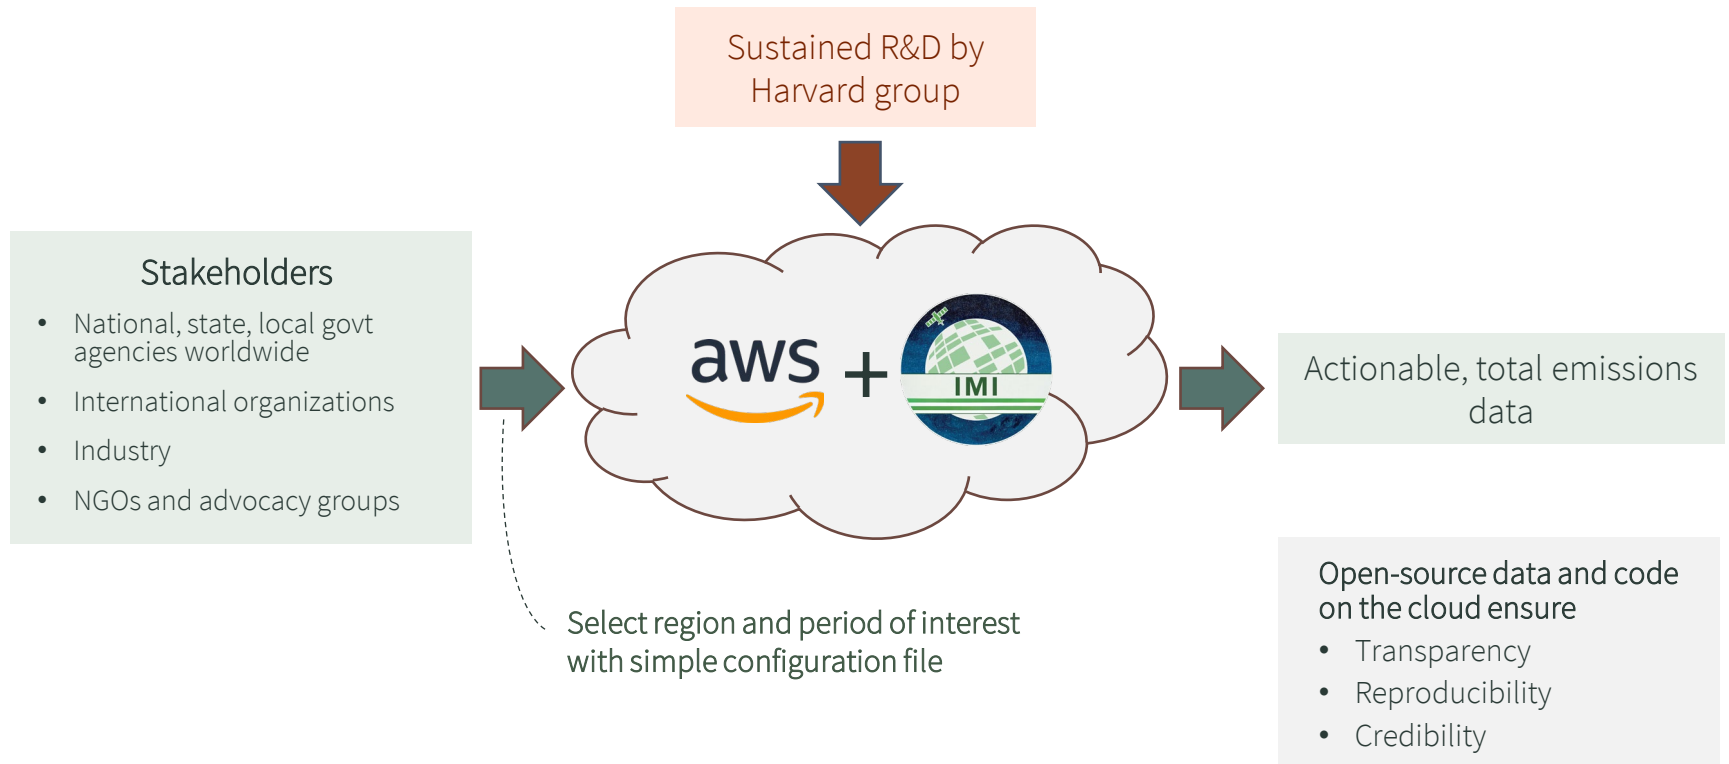 Sustained R&D by
Harvard group
Stakeholders
• National, state, local govt
agencies worldwide
• International organizations
• Industry
• NGOs and advocacy groups
aws + IMI
Actionable, total emissions
data
Select region and period of interest
with simple configuration file
Open-source data and code
on the cloud ensure
• Transparency
• Reproducibility
• Credibility